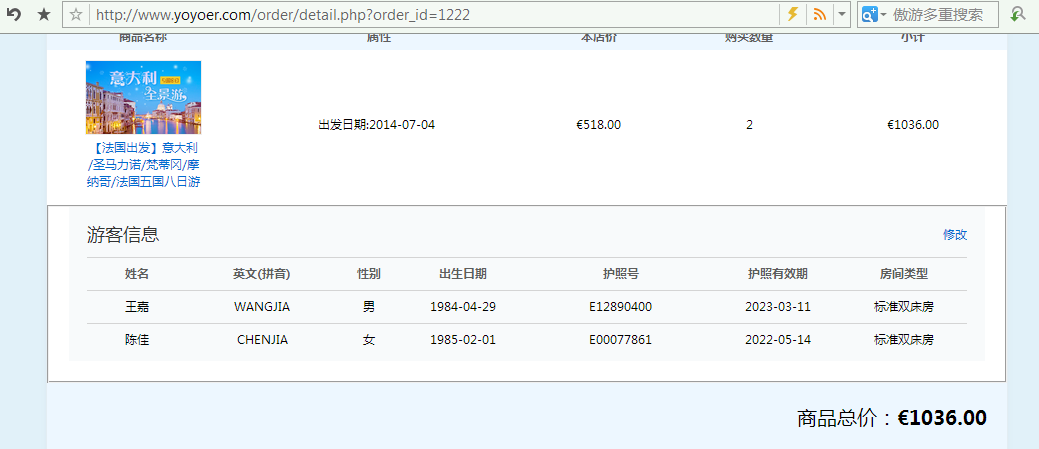 http://www.yoyoer.com/order/detail.php?order_id=1222
傲游多重搜索
商品名称 属性 本店价 购买数量 小计
意大利
全景游
出发日期:2014-07-04 €518.00 2 €1036.00
【法国出发】意大利
/圣马力诺/梵蒂冈/摩
纳哥/法国五国八日游
游客信息 修改
姓名 英文(拼音) 性别 出生日期 护照号 护照有效期 房间类型
王嘉 WANGJIA 男 1984-04-29 E12890400 2023-03-11 标准双床房
陈佳 CHENJIA 女 1985-02-01 E00077861 2022-05-14 标准双床房
商品总价：€1036.00